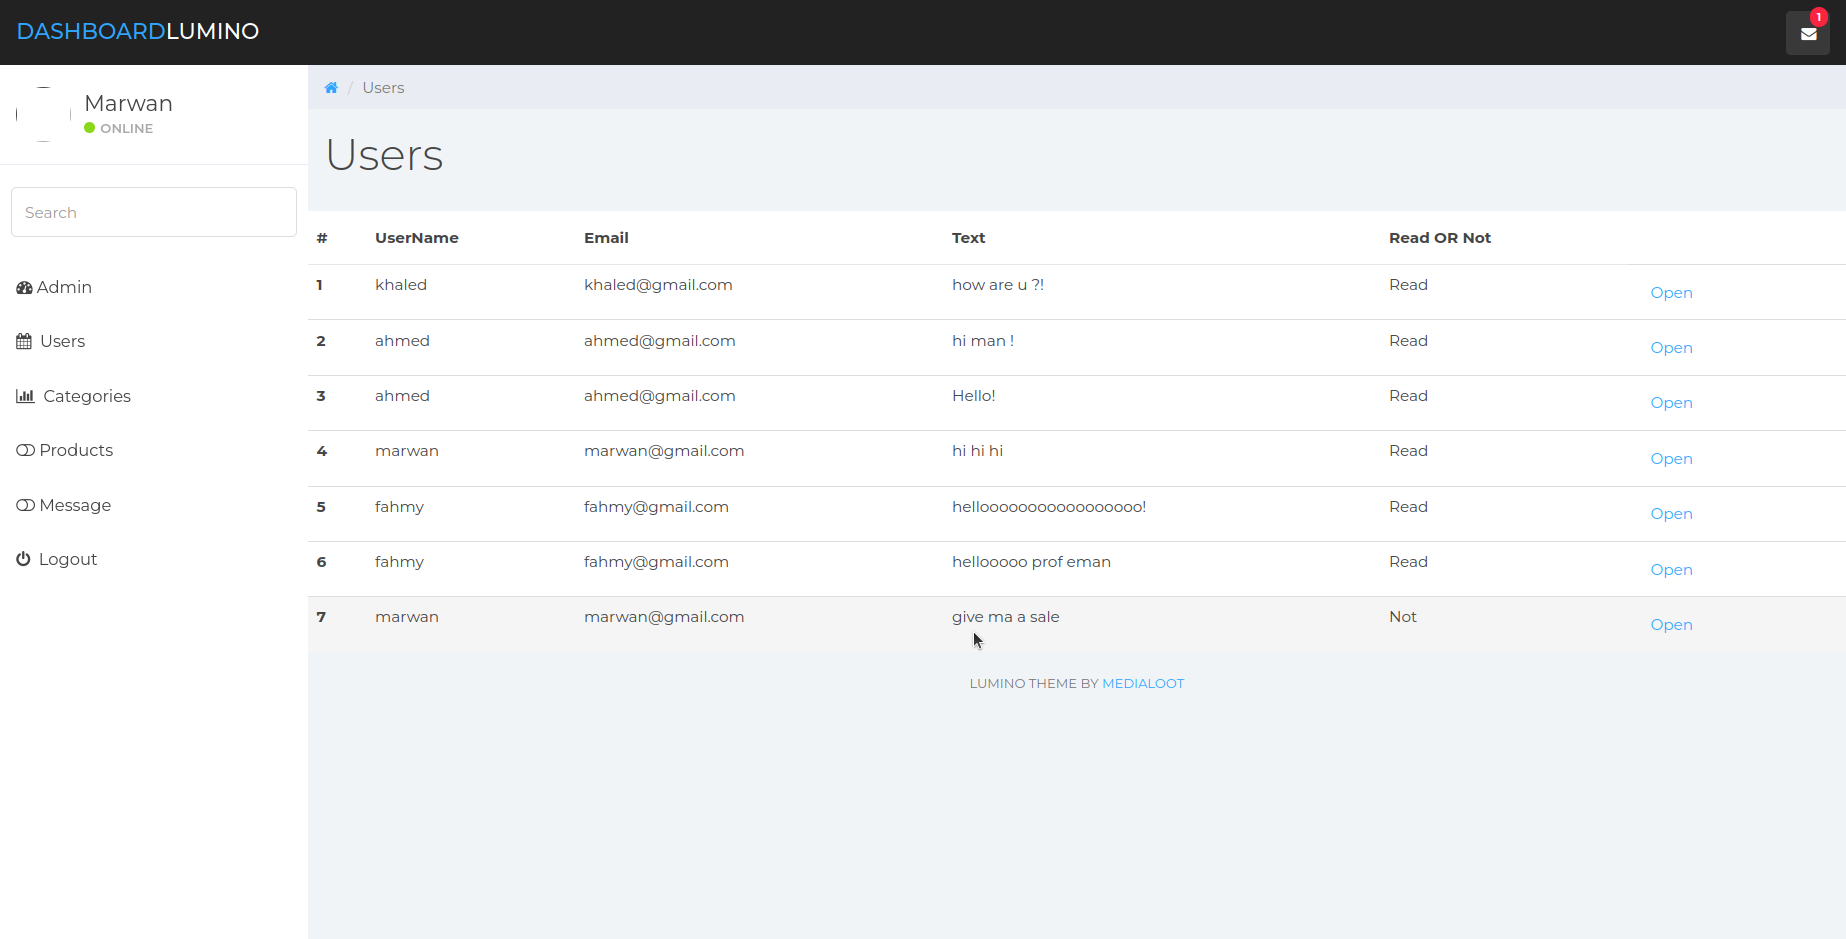 DASHBOARDLUMINO
1
Marwan
ONLINE
Search
Admin
Users
Categories
Products
Message
Logout
/ Users
Users
# UserName Email Text Read OR Not
1 khaled khaled@gmail.com how are u ?! Read Open
2 ahmed ahmed@gmail.com hi man ! Read Open
3 ahmed ahmed@gmail.com Hello! Read Open
4 marwan marwan@gmail.com hi hi hi Read Open
5 fahmy fahmy@gmail.com hellooooooooooooooooo! Read Open
6 fahmy fahmy@gmail.com hellooooo prof eman Read Open
7 marwan marwan@gmail.com give ma a sale Not Open
LUMINO THEME BY MEDIALOOT